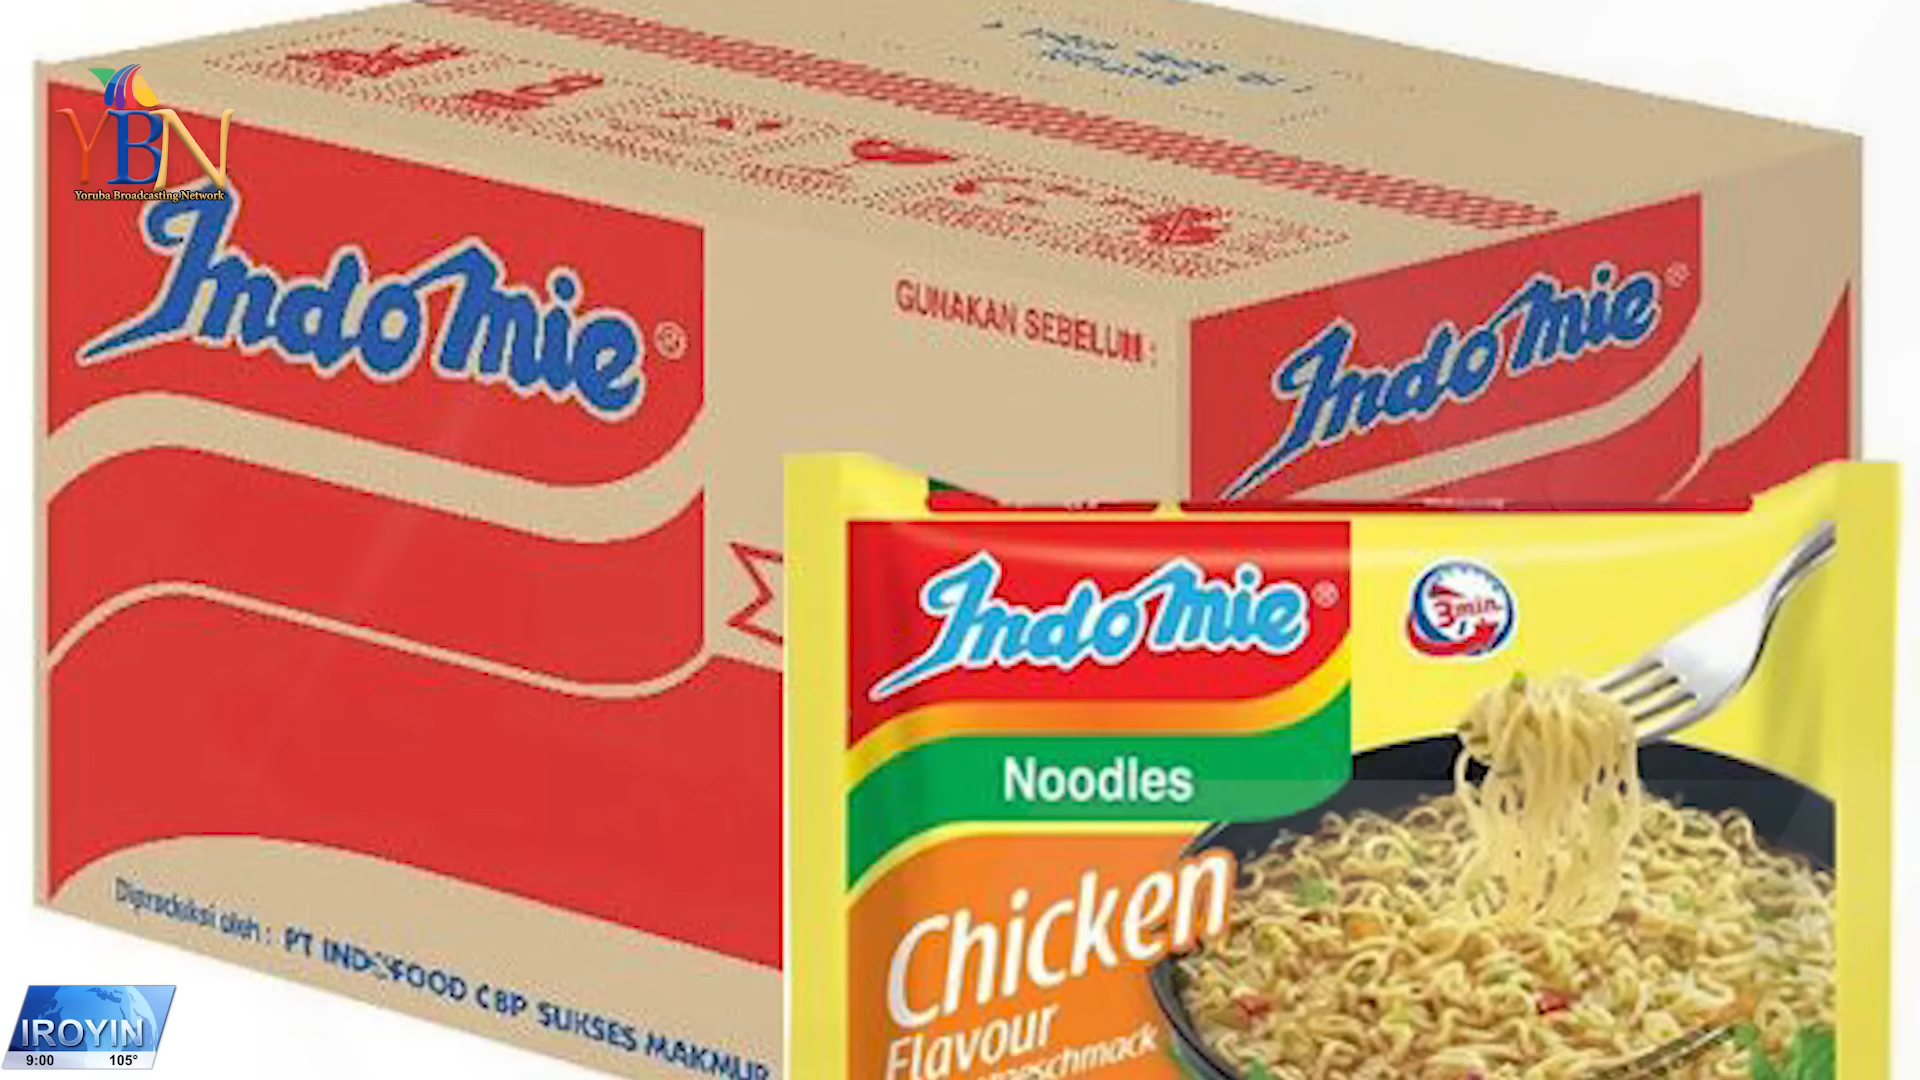 YBN
Yoruba Broadcasting Network
Indomie®
GUNAKAN SEBELUM :
Indomie®
Diproduksi oleh : PT INDOFOOD CBP SUKSES MAKMUR
Indomie®
3 min
Noodles
Chicken
Flavour
IROYIN
9:00 105°